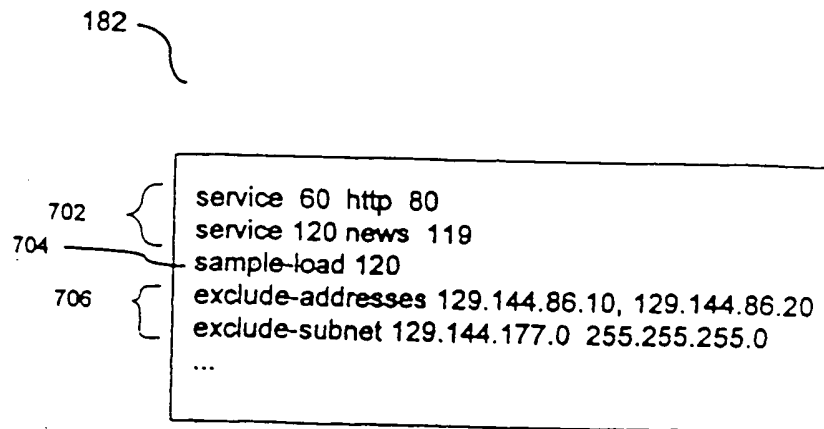 182
702
704
706
service 60 http 80
service 120 news 119
sample-load 120
exclude-addresses 129.144.86.10, 129.144.86.20
exclude-subnet 129.144.177.0 255.255.255.0
...